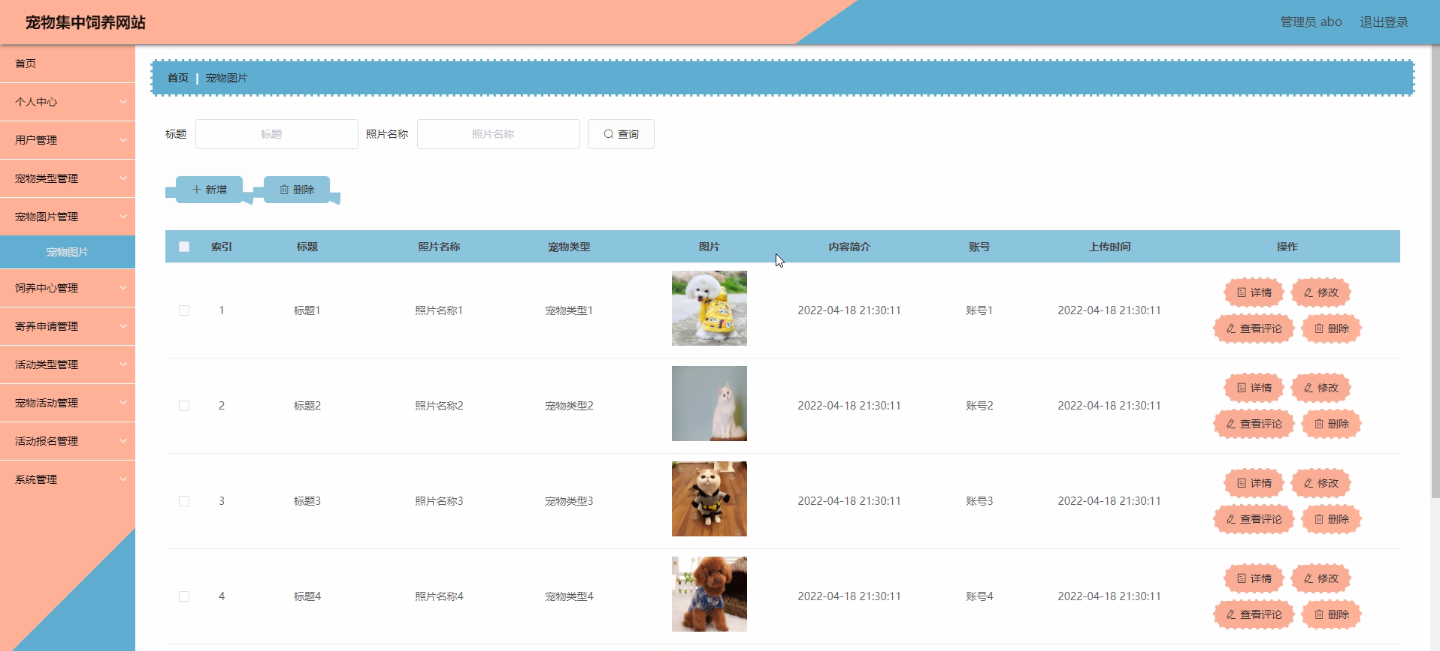 宠物集中饲养网站
管理员 abo 退出登录
首页
个人中心
用户管理
宠物类型管理
宠物图片管理
宠物图片
饲养中心管理
寄养申请管理
活动类型管理
宠物活动管理
活动报名管理
系统管理
首页 | 宠物图片
标题 标题 照片名称 照片名称 查询
新增 删除
索引 标题 照片名称 宠物类型 图片 内容简介 账号 上传时间 操作
1 标题1 照片名称1 宠物类型1 2022-04-18 21:30:11 账号1 2022-04-18 21:30:11 详情 修改
查看评论 删除
2 标题2 照片名称2 宠物类型2 2022-04-18 21:30:11 账号2 2022-04-18 21:30:11 详情 修改
查看评论 删除
3 标题3 照片名称3 宠物类型3 2022-04-18 21:30:11 账号3 2022-04-18 21:30:11 详情 修改
查看评论 删除
4 标题4 照片名称4 宠物类型4 2022-04-18 21:30:11 账号4 2022-04-18 21:30:11 详情 修改
查看评论 删除